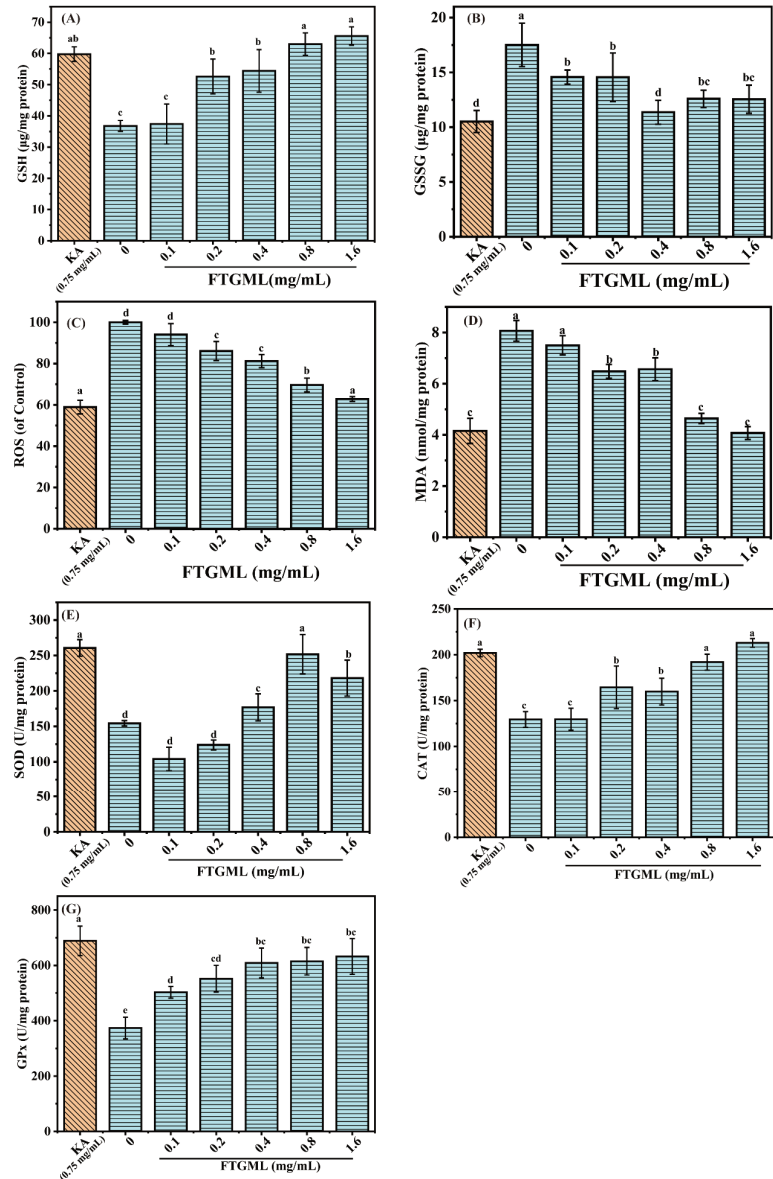 (A)
GSH (μg/mg protein)
70
60
50
40
30
20
10
0
ab
c
c
b
b
a
a
KA
(0.75 mg/mL)
0
0.1
0.2
0.4
0.8
1.6
FTGML(mg/mL)
(B)
GSSG (μg/mg protein)
20
15
10
5
0
d
a
b
b
d
bc
bc
KA
(0.75 mg/mL)
0
0.1
0.2
0.4
0.8
1.6
FTGML (mg/mL)
(C)
ROS (of Control)
100
80
60
40
20
0
a
d
d
c
c
b
a
KA
(0.75 mg/mL)
0
0.1
0.2
0.4
0.8
1.6
FTGML (mg/mL)
(D)
MDA (nmol/mg protein)
8
6
4
2
0
c
a
a
b
b
c
c
KA
(0.75 mg/mL)
0
0.1
0.2
0.4
0.8
1.6
FTGML (mg/mL)
(E)
SOD (U/mg protein)
300
250
200
150
100
50
0
a
d
d
d
c
a
b
KA
(0.75 mg/mL)
0
0.1
0.2
0.4
0.8
1.6
FTGML (mg/mL)
(F)
CAT (U/mg protein)
250
200
150
100
50
0
a
c
c
b
b
a
a
KA
(0.75 mg/mL)
0
0.1
0.2
0.4
0.8
1.6
FTGML (mg/mL)
(G)
GPx (U/mg protein)
800
600
400
200
0
a
e
d
cd
bc
bc
bc
KA
(0.75 mg/mL)
0
0.1
0.2
0.4
0.8
1.6
FTGML (mg/mL)